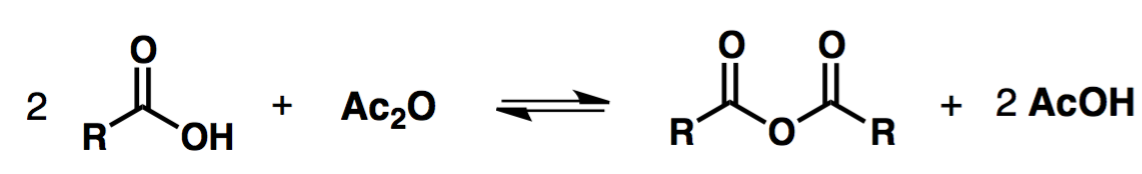 O O O
2 R OH + Ac₂O ⇌ R O R + 2 AcOH